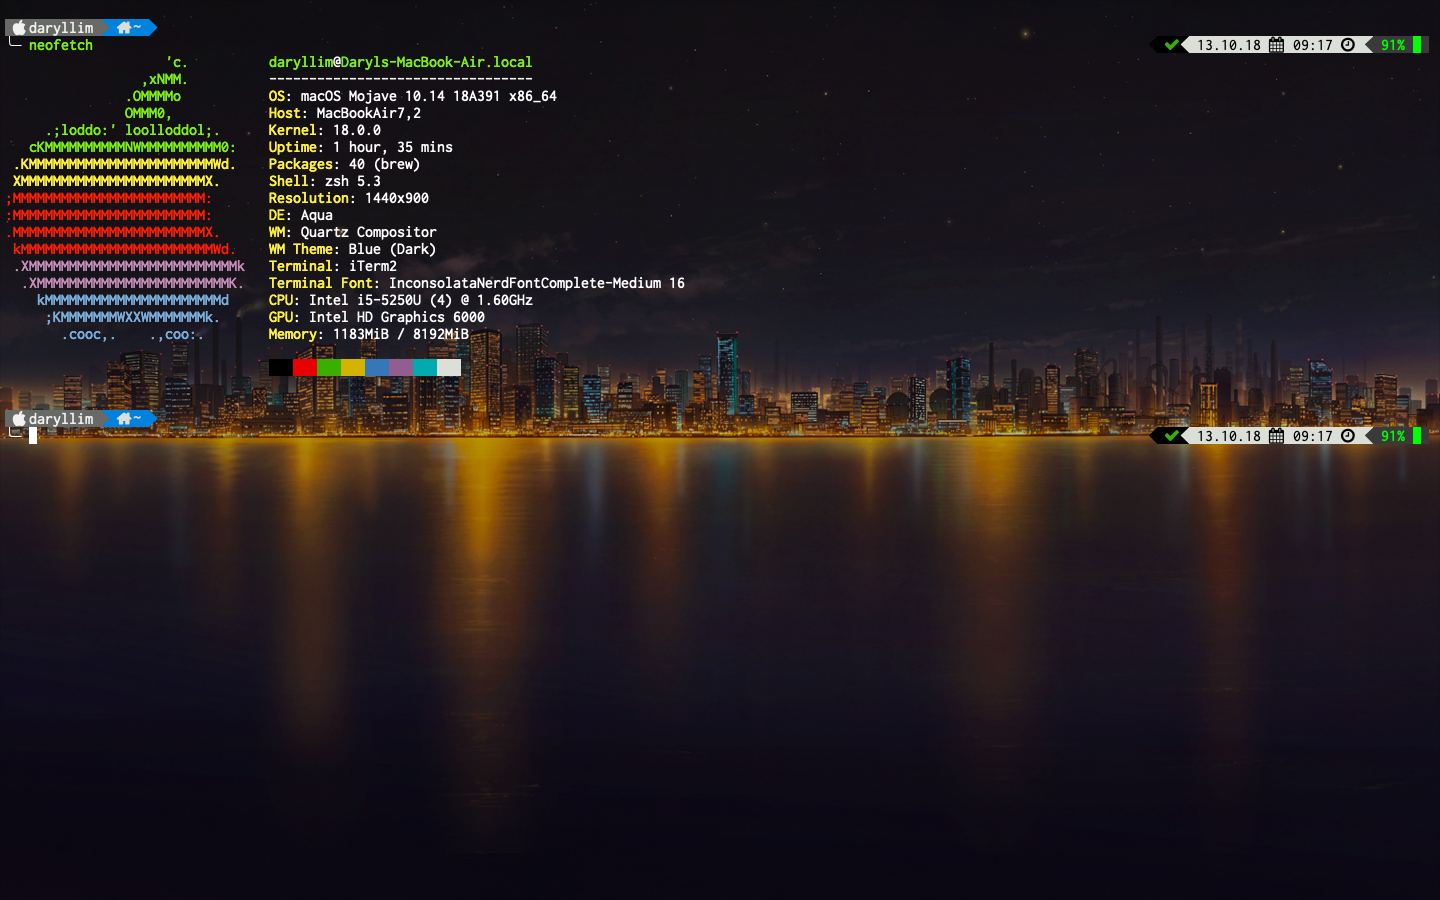 daryllim ~
neofetch 13.10.18 09:17 91%
'c. daryllim@Daryls-MacBook-Air.local
,xNMM. ---------------------------------
.OMMMMo OS: macOS Mojave 10.14 18A391 x86_64
OMMM0, Host: MacBookAir7,2
.;loddo:' loolloddol;. Kernel: 18.0.0
cKMMMMMMMMMMNWMMMMMMMMMM0: Uptime: 1 hour, 35 mins
.KMMMMMMMMMMMMMMMMMMMMMMMWd. Packages: 40 (brew)
XMMMMMMMMMMMMMMMMMMMMMMMX. Shell: zsh 5.3
;MMMMMMMMMMMMMMMMMMMMMMMM: Resolution: 1440x900
:MMMMMMMMMMMMMMMMMMMMMMMM: DE: Aqua
.MMMMMMMMMMMMMMMMMMMMMMMMX. WM: Quartz Compositor
kMMMMMMMMMMMMMMMMMMMMMMMMWd. WM Theme: Blue (Dark)
.XMMMMMMMMMMMMMMMMMMMMMMMMMMk Terminal: iTerm2
.XMMMMMMMMMMMMMMMMMMMMMMMMK. Terminal Font: InconsolataNerdFontComplete-Medium 16
kMMMMMMMMMMMMMMMMMMMMMMd CPU: Intel i5-5250U (4) @ 1.60GHz
;KMMMMMMMWXXWMMMMMMMk. GPU: Intel HD Graphics 6000
.cooc,. .,coo:. Memory: 1183MiB / 8192MiB
daryllim ~
13.10.18 09:17 91%